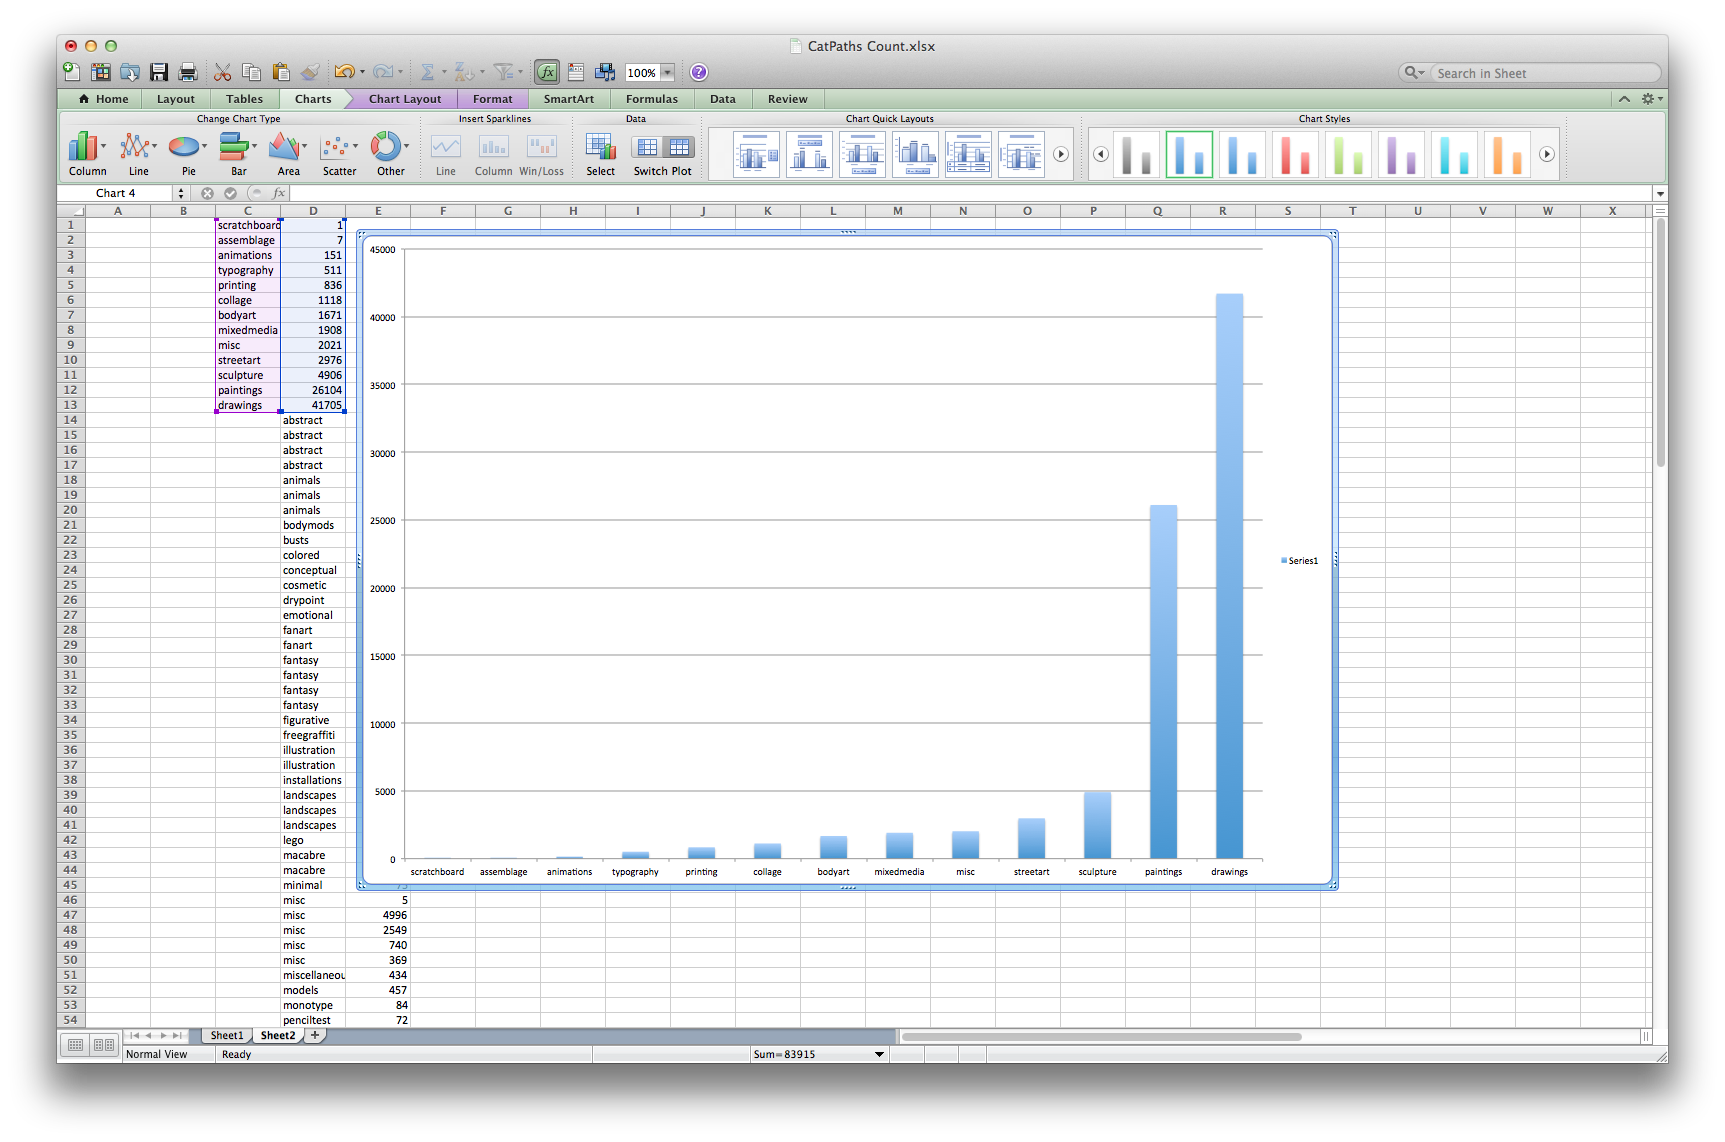 CatPaths Count.xlsx
100%
fx
?
Search in Sheet
Home Layout Tables Charts Chart Layout Format SmartArt Formulas Data Review
Change Chart Type Insert Sparklines Data Chart Quick Layouts Chart Styles
Column Line Pie Bar Area Scatter Other Line Column Win/Loss Select Switch Plot
Chart 4 fx
A B C D E F G H I J K L M N O P Q R S T U V W X
1 scratchboard 1
2 assemblage 7
3 animations 151
4 typography 511
5 printing 836
6 collage 1118
7 bodyart 1671
8 mixedmedia 1908
9 misc 2021
10 streetart 2976
11 sculpture 4906
12 paintings 26104
13 drawings 41705
14 abstract
15 abstract
16 abstract
17 abstract
18 animals
19 animals
20 animals
21 bodymods
22 busts
23 colored
24 conceptual
25 cosmetic
26 drypoint
27 emotional
28 fanart
29 fanart
30 fantasy
31 fantasy
32 fantasy
33 fantasy
34 figurative
35 freegraffiti
36 illustration
37 illustration
38 installations
39 landscapes
40 landscapes
41 landscapes
42 lego
43 macabre
44 macabre
45 minimal
46 misc 5
47 misc 4996
48 misc 2549
49 misc 740
50 misc 369
51 miscellaneou 434
52 models 457
53 monotype 84
54 penciltest 72
45000
40000
35000
30000
25000
20000
15000
10000
5000
0
scratchboard assemblage animations typography printing collage bodyart mixedmedia misc streetart sculpture paintings drawings
Series1
Sheet1 Sheet2 +
Normal View Ready Sum=83915